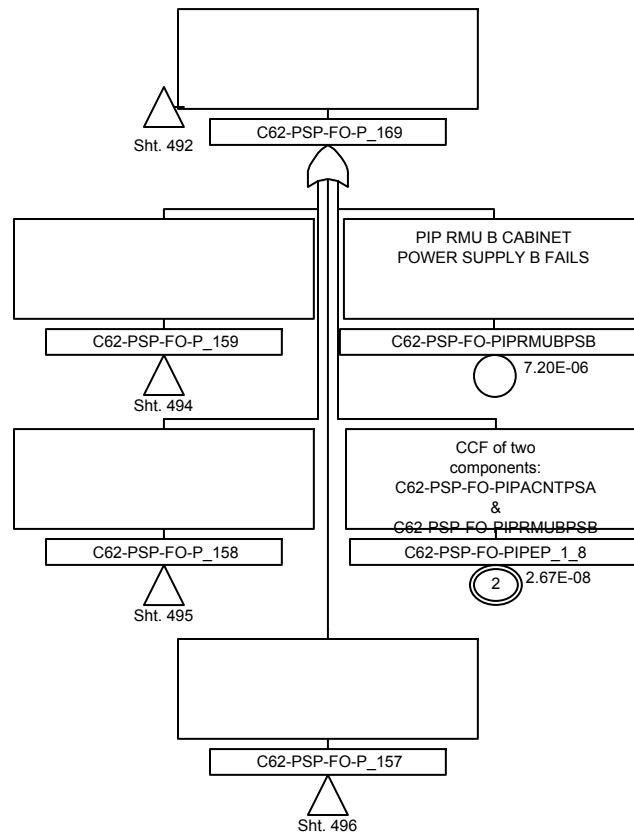 Sht. 492
C62-PSP-FO-P_169
PIP RMU B CABINET
POWER SUPPLY B FAILS
C62-PSP-FO-P_159
C62-PSP-FO-PIPRMUBPSB
Sht. 494
7.20E-06
CCF of two
components:
C62-PSP-FO-PIPACNTPSA
&
C62-PSP-FO-PIPRMUBPSB
C62-PSP-FO-P_158
C62-PSP-FO-PIPEP_1_8
Sht. 495
2
2.67E-08
C62-PSP-FO-P_157
Sht. 496